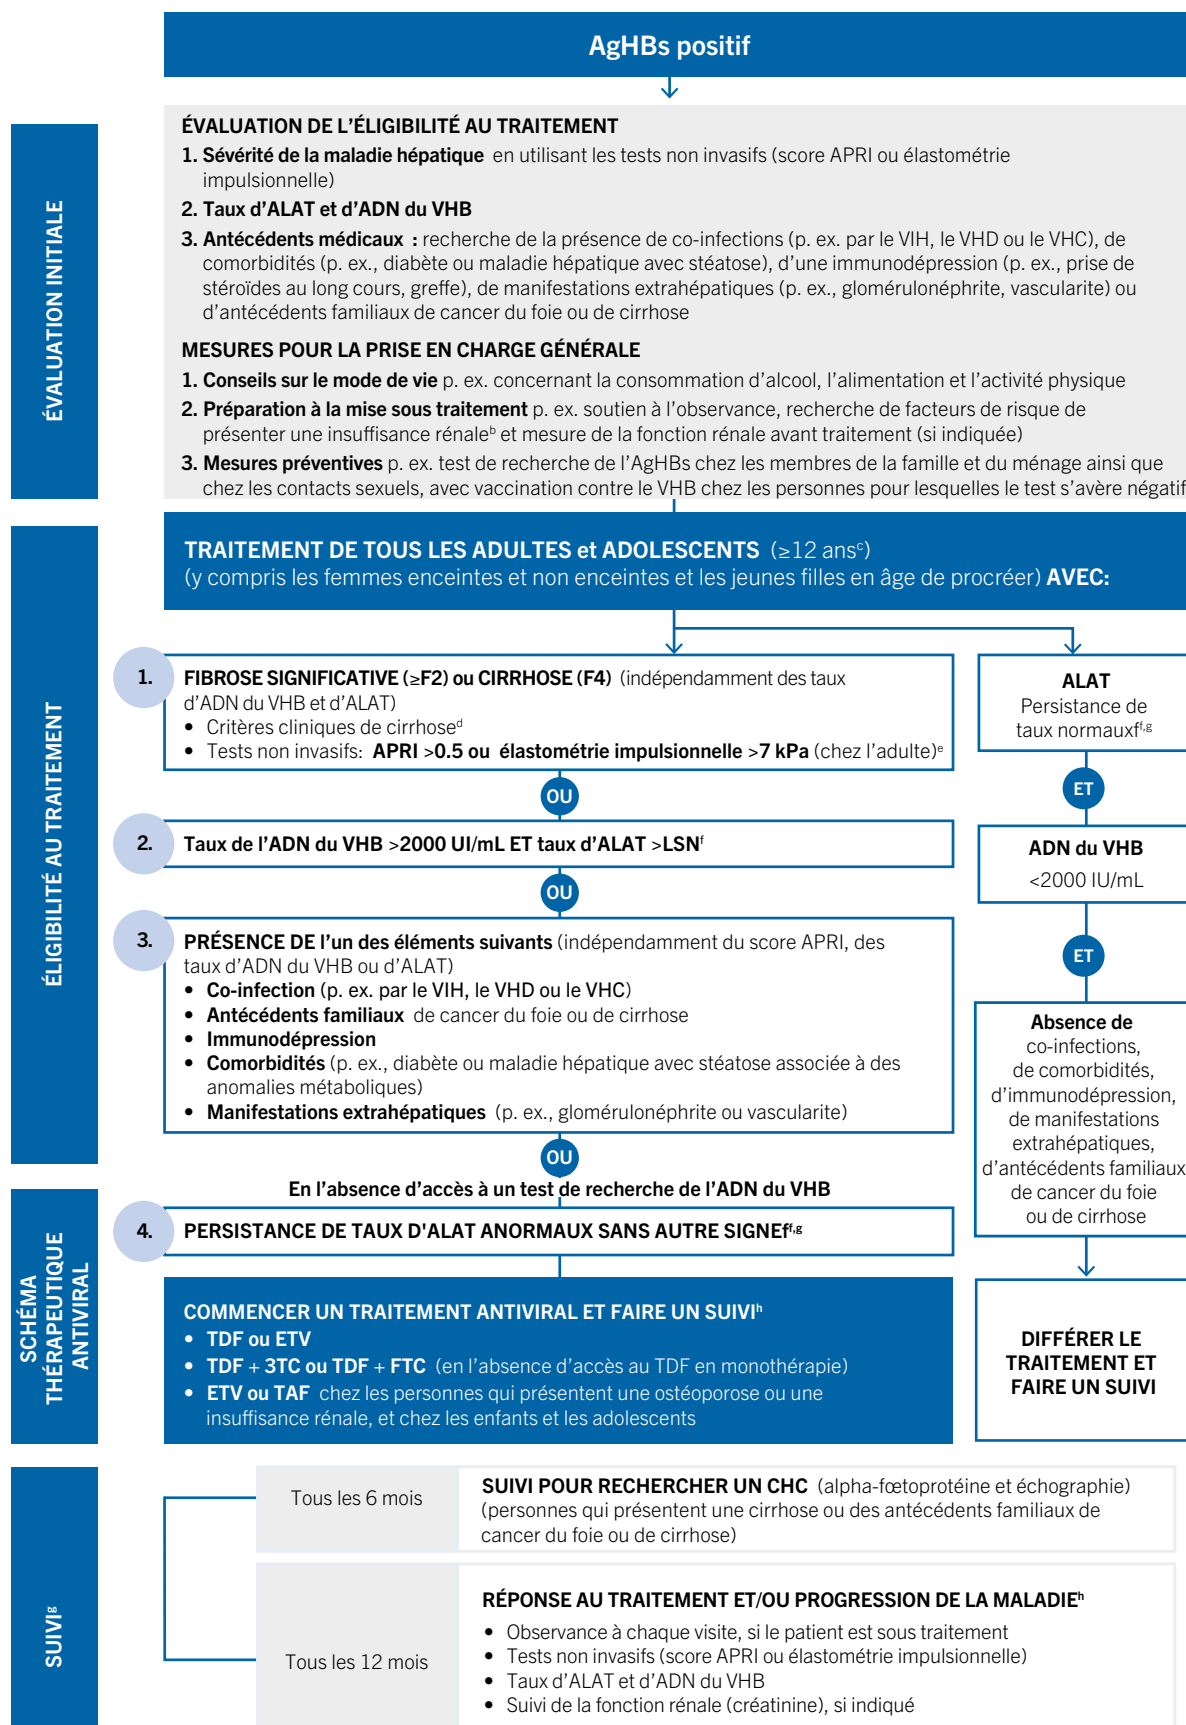 AgHBs positif
ÉVALUATION INITIALE
ÉVALUATION DE L'ÉLIGIBILITÉ AU TRAITEMENT
1. Sévérité de la maladie hépatique en utilisant les tests non invasifs (score APRI ou élastométrie
impulsionnelle)
2. Taux d'ALAT et d'ADN du VHB
3. Antécédents médicaux : recherche de la présence de co-infections (p. ex. par le VIH, le VHD ou le VHC), de
comorbidités (p. ex., diabète ou maladie hépatique avec stéatose), d'une immunodépression (p. ex., prise de
stéroïdes au long cours, greffe), de manifestations extrahépatiques (p. ex., glomérulonéphrite, vascularite) ou
d'antécédents familiaux de cancer du foie ou de cirrhose
MESURES POUR LA PRISE EN CHARGE GÉNÉRALE
1. Conseils sur le mode de vie p. ex. concernant la consommation d'alcool, l'alimentation et l'activité physique
2. Préparation à la mise sous traitement p. ex. soutien à l'observance, recherche de facteurs de risque de
présenter une insuffisance rénaleᵇ et mesure de la fonction rénale avant traitement (si indiquée)
3. Mesures préventives p. ex. test de recherche de l'AgHBs chez les membres de la famille et du ménage ainsi que
chez les contacts sexuels, avec vaccination contre le VHB chez les personnes pour lesquelles le test s'avère négatif
ÉLIGIBILITÉ AU TRAITEMENT
TRAITEMENT DE TOUS LES ADULTES et ADOLESCENTS (≥12 ansᶜ)
(y compris les femmes enceintes et non enceintes et les jeunes filles en âge de procréer) AVEC:
1.
FIBROSE SIGNIFICATIVE (≥F2) ou CIRRHOSE (F4) (indépendamment des taux
d'ADN du VHB et d'ALAT)
• Critères cliniques de cirrhoseᵈ
• Tests non invasifs: APRI >0.5 ou élastométrie impulsionnelle >7 kPa (chez l'adulte)ᵉ
OU
2.
Taux de l'ADN du VHB >2000 UI/mL ET taux d'ALAT >LSNᶠ
OU
3.
PRÉSENCE DE l'un des éléments suivants (indépendamment du score APRI, des
taux d'ADN du VHB ou d'ALAT)
• Co-infection (p. ex. par le VIH, le VHD ou le VHC)
• Antécédents familiaux de cancer du foie ou de cirrhose
• Immunodépression
• Comorbidités (p. ex., diabète ou maladie hépatique avec stéatose associée à des
anomalies métaboliques)
• Manifestations extrahépatiques (p. ex., glomérulonéphrite ou vascularite)
OU
En l'absence d'accès à un test de recherche de l'ADN du VHB
4.
PERSISTANCE DE TAUX D'ALAT ANORMAUX SANS AUTRE SIGNEfᶠ,ᵍ
ALAT
Persistance de
taux normauxfᶠ,ᵍ
ET
ADN du VHB
<2000 IU/mL
ET
Absence de
co-infections,
de comorbidités,
d'immunodépression,
de manifestations
extrahépatiques,
d'antécédents familiaux
de cancer du foie
ou de cirrhose
DIFFÉRER LE
TRAITEMENT ET
FAIRE UN SUIVI
SCHÉMA
THÉRAPEUTIQUE
ANTIVIRAL
COMMENCER UN TRAITEMENT ANTIVIRAL ET FAIRE UN SUIVIʰ
• TDF ou ETV
• TDF + 3TC ou TDF + FTC (en l'absence d'accès au TDF en monothérapie)
• ETV ou TAF chez les personnes qui présentent une ostéoporose ou une
insuffisance rénale, et chez les enfants et les adolescents
SUIVIᵍ
Tous les 6 mois
SUIVI POUR RECHERCHER UN CHC (alpha-fœtoprotéine et échographie)
(personnes qui présentent une cirrhose ou des antécédents familiaux de
cancer du foie ou de cirrhose)
Tous les 12 mois
RÉPONSE AU TRAITEMENT ET/OU PROGRESSION DE LA MALADIEʰ
• Observance à chaque visite, si le patient est sous traitement
• Tests non invasifs (score APRI ou élastométrie impulsionnelle)
• Taux d'ALAT et d'ADN du VHB
• Suivi de la fonction rénale (créatinine), si indiqué